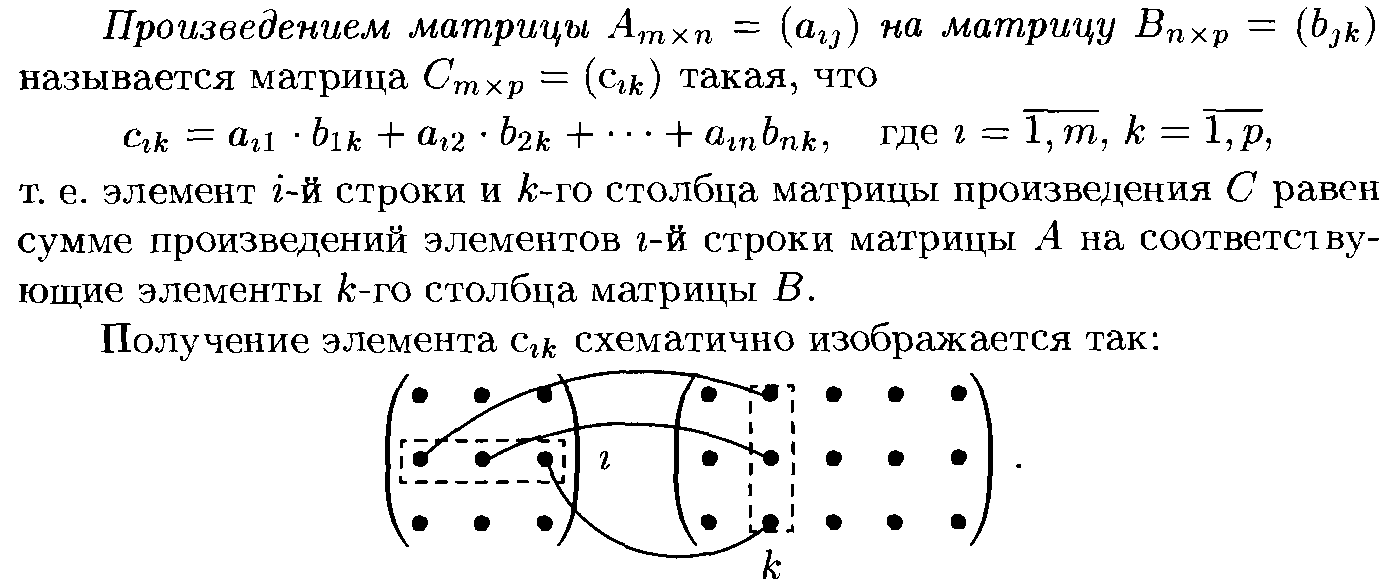 Произведением матрицы A_{m×n} = (a_{ij}) на матрицу B_{n×p} = (b_{jk})
называется матрица C_{m×p} = (c_{ik}) такая, что
c_{ik} = a_{i1} · b_{1k} + a_{i2} · b_{2k} + ··· + a_{in}b_{nk}, где i = \overline{1, m}, k = \overline{1, p},
т. е. элемент i-й строки и k-го столбца матрицы произведения C равен
сумме произведений элементов i-й строки матрицы A на соответству-
ющие элементы k-го столбца матрицы B.
Получение элемента c_{ik} схематично изображается так:
i
k